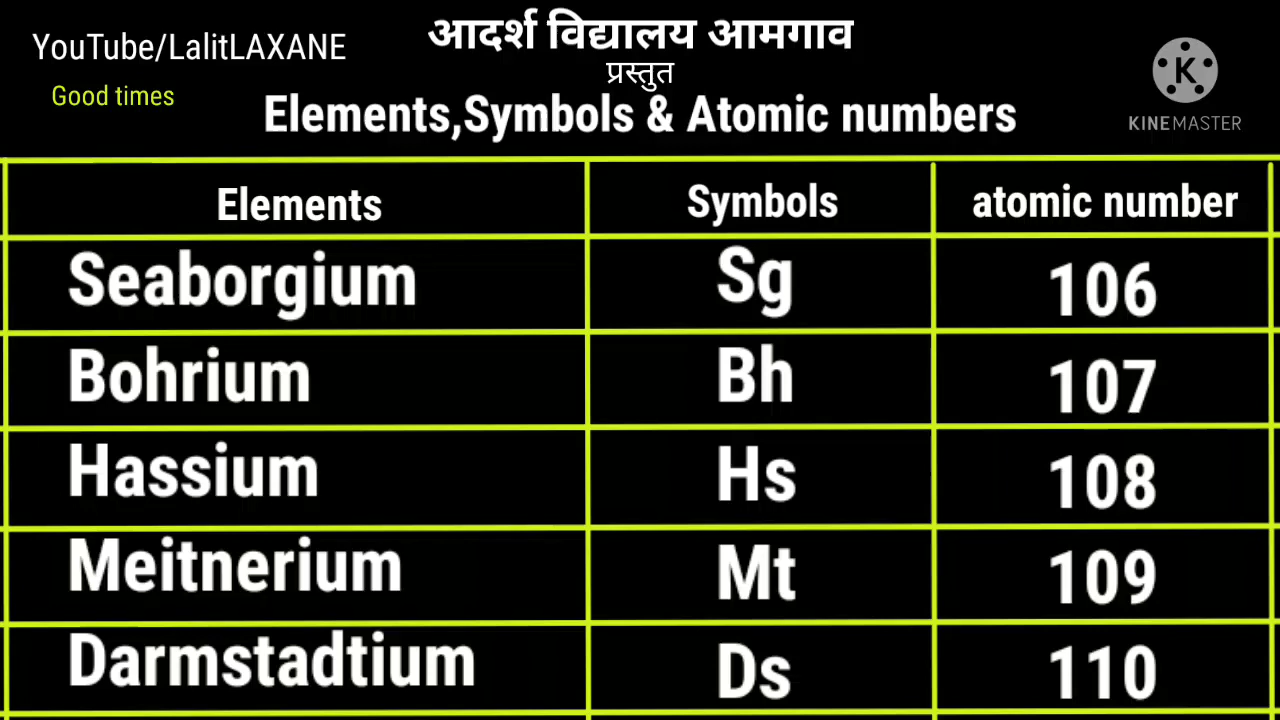 YouTube/LalitLAXANE
Good times
आदर्श विद्यालय आमगाव
प्रस्तुत
Elements,Symbols & Atomic numbers
K
KINEMASTER
Elements Symbols atomic number
Seaborgium Sg 106
Bohrium Bh 107
Hassium Hs 108
Meitnerium Mt 109
Darmstadtium Ds 110